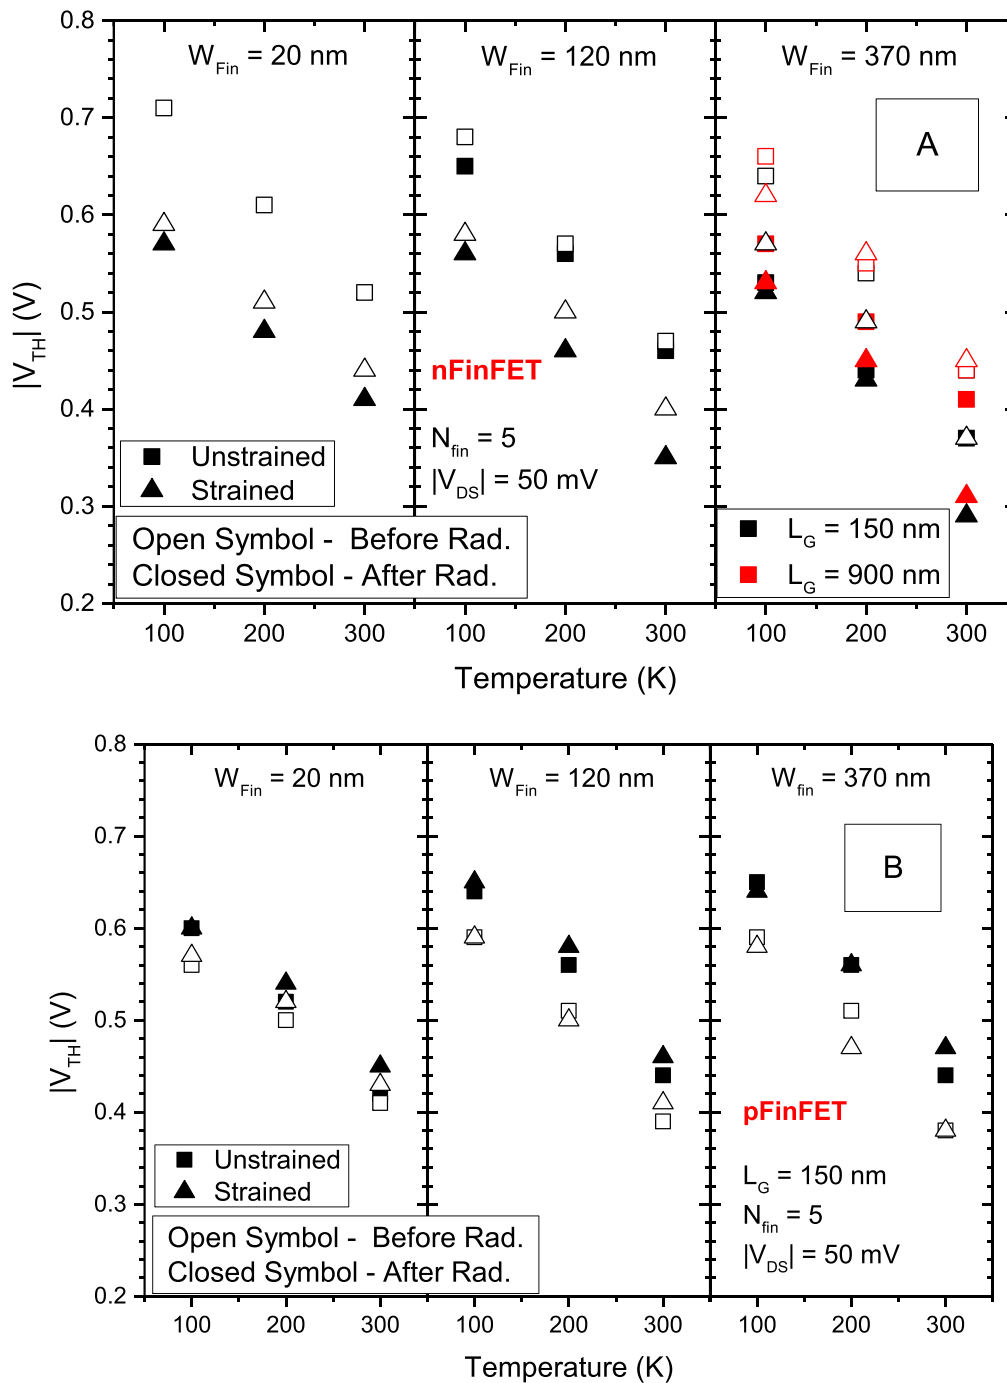 0.8
0.7
0.6
0.5
0.4
0.3
0.2
|V_TH| (V)
W_Fin = 20 nm
W_Fin = 120 nm
W_Fin = 370 nm
A
nFinFET
N_fin = 5
|V_DS| = 50 mV
Unstrained
Strained
Open Symbol - Before Rad.
Closed Symbol - After Rad.
L_G = 150 nm
L_G = 900 nm
100 200 300 100 200 300 100 200 300
Temperature (K)
0.8
0.7
0.6
0.5
0.4
0.3
0.2
|V_TH| (V)
W_Fin = 20 nm
W_Fin = 120 nm
W_fin = 370 nm
B
pFinFET
L_G = 150 nm
N_fin = 5
|V_DS| = 50 mV
Unstrained
Strained
Open Symbol - Before Rad.
Closed Symbol - After Rad.
100 200 300 100 200 300 100 200 300
Temperature (K)